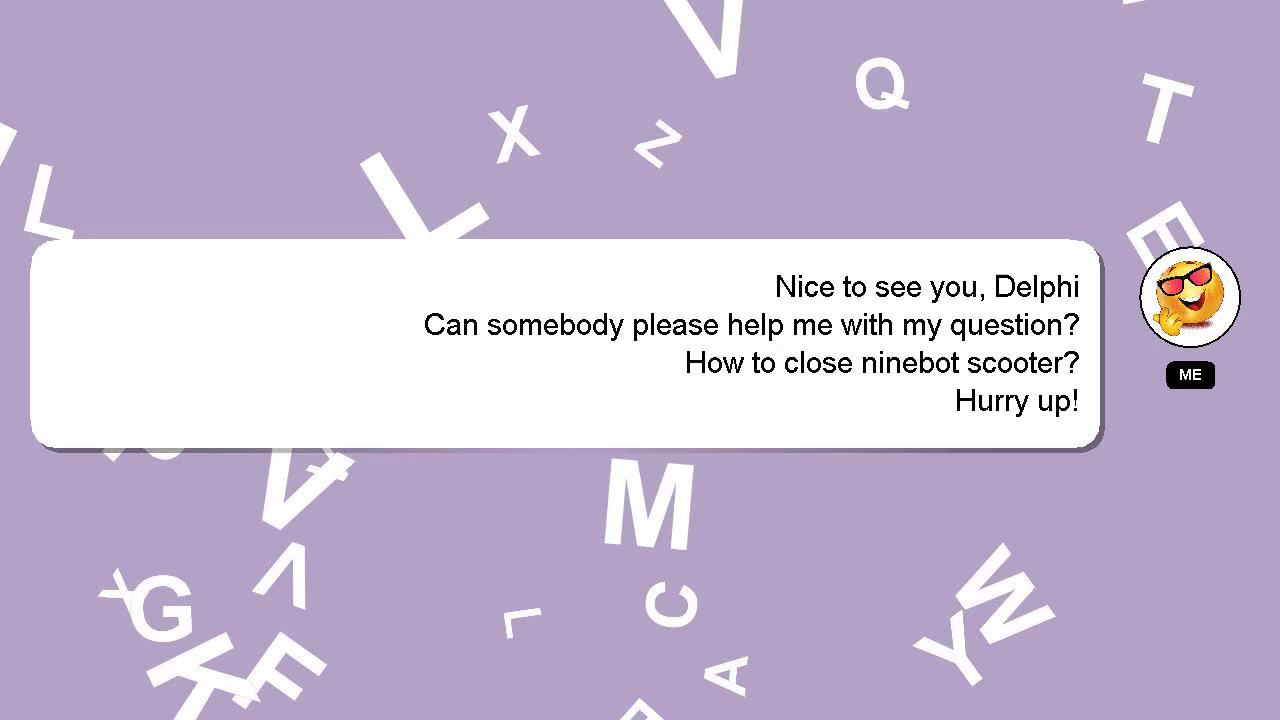 Nice to see you, Delphi
Can somebody please help me with my question?
How to close ninebot scooter?
Hurry up!
ME